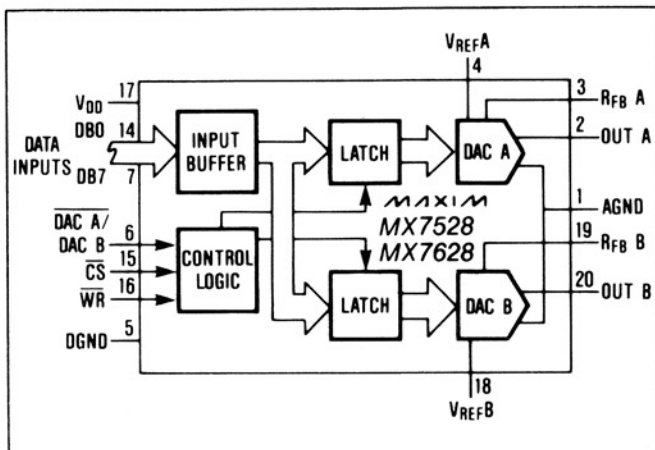 VREFA
4
17
VDD
3
RFB A
DB0 14
2
OUT A
DATA INPUTS
INPUT BUFFER
LATCH
DAC A
DB7 7
MAXIM
MX7528
MX7628
1
AGND
DAC A/
DAC B
6
19
RFB B
CS
15
CONTROL LOGIC
WR
16
LATCH
DAC B
20
OUT B
DGND
5
18
VREFB